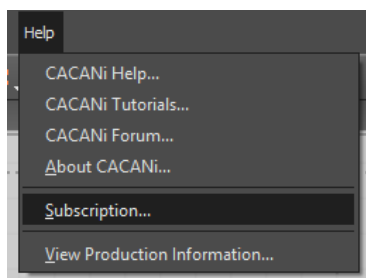 Help
CACANi Help...
CACANi Tutorials...
CACANi Forum...
About CACANi...
Subscription...
View Production Information...